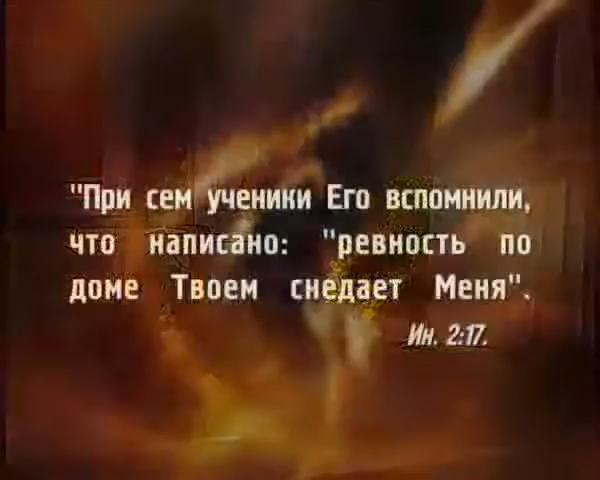 "При сем ученики Его вспомнили,
что написано: "ревность по
доме Твоем снедает Меня".
Ин. 2:17.